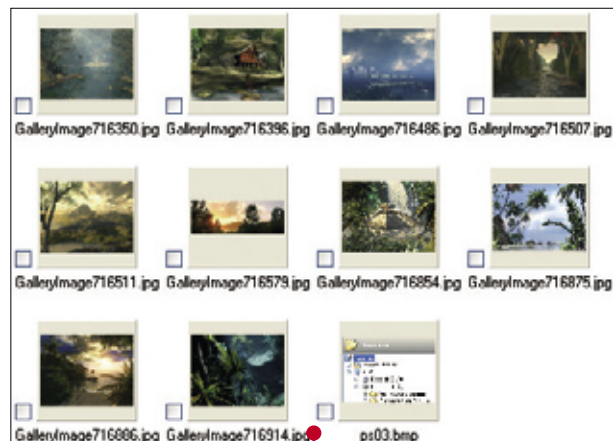 GalleryImage716350.jpg GalleryImage716396.jpg GalleryImage716486.jpg GalleryImage716507.jpg
GalleryImage716511.jpg GalleryImage716579.jpg GalleryImage716854.jpg GalleryImage716875.jpg
GalleryImage716886.jpg GalleryImage716914.jpg ps03.bmp